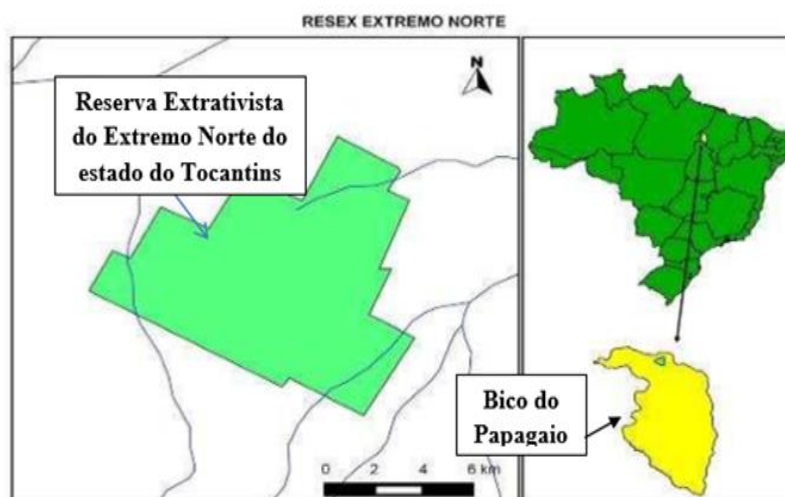 RESEX EXTREMO NORTE
N
Reserva Extrativista
do Extremo Norte do
estado do Tocantins
Bico do
Papagaio
0 2 4 6 km